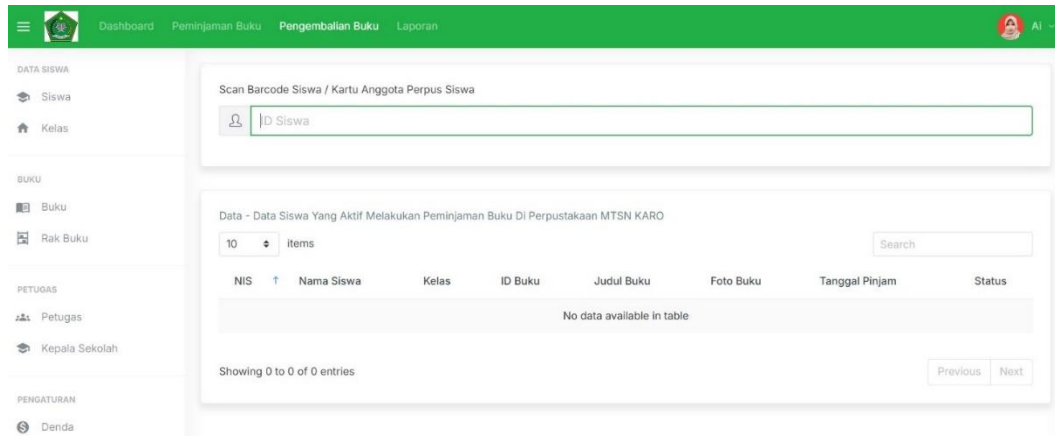 Dashboard Peminjaman Buku Pengembalian Buku Laporan Ai
DATA SISWA
Siswa
Kelas
BUKU
Buku
Rak Buku
PETUGAS
Petugas
Kepala Sekolah
PENGATURAN
Denda
Scan Barcode Siswa / Kartu Anggota Perpus Siswa
ID Siswa
Data - Data Siswa Yang Aktif Melakukan Peminjaman Buku Di Perpustakaan MTSN KARO
10 items Search
NIS Nama Siswa Kelas ID Buku Judul Buku Foto Buku Tanggal Pinjam Status
No data available in table
Showing 0 to 0 of 0 entries Previous Next